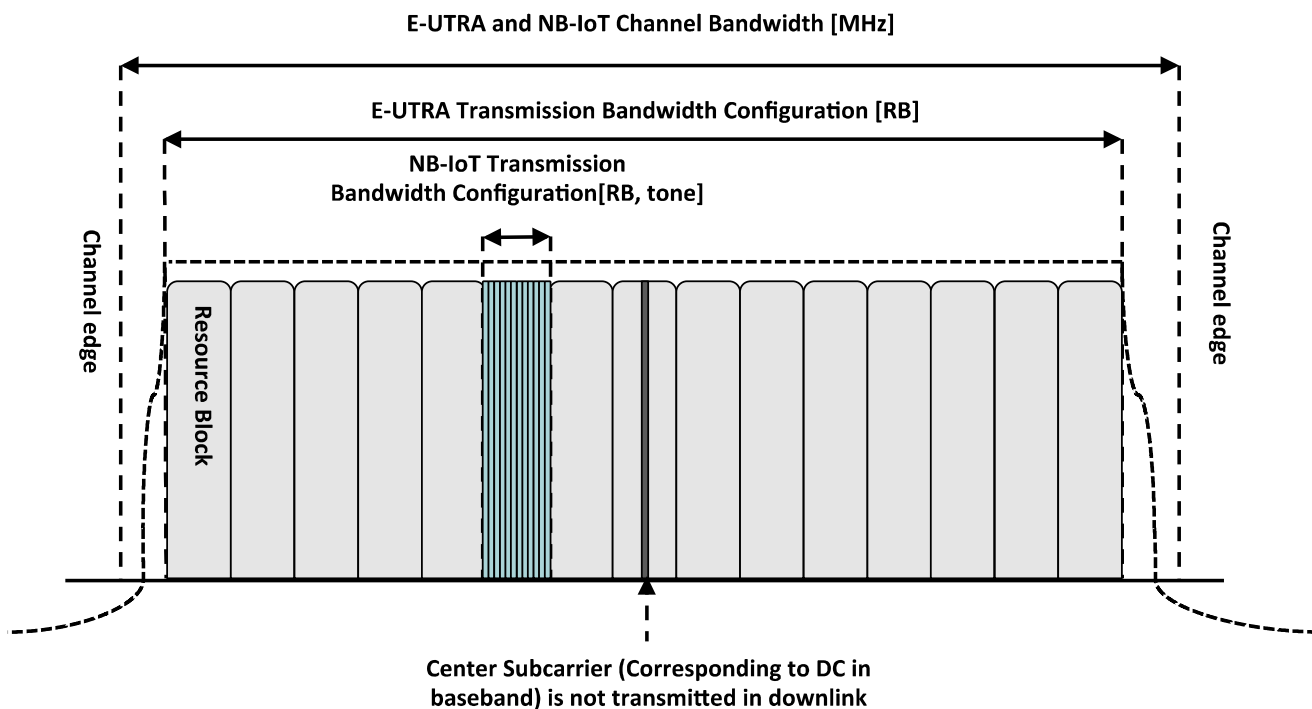 E-UTRA and NB-IoT Channel Bandwidth [MHz]
E-UTRA Transmission Bandwidth Configuration [RB]
NB-IoT Transmission
Bandwidth Configuration[RB, tone]
Channel edge
Channel edge
Resource Block
Center Subcarrier (Corresponding to DC in
baseband) is not transmitted in downlink